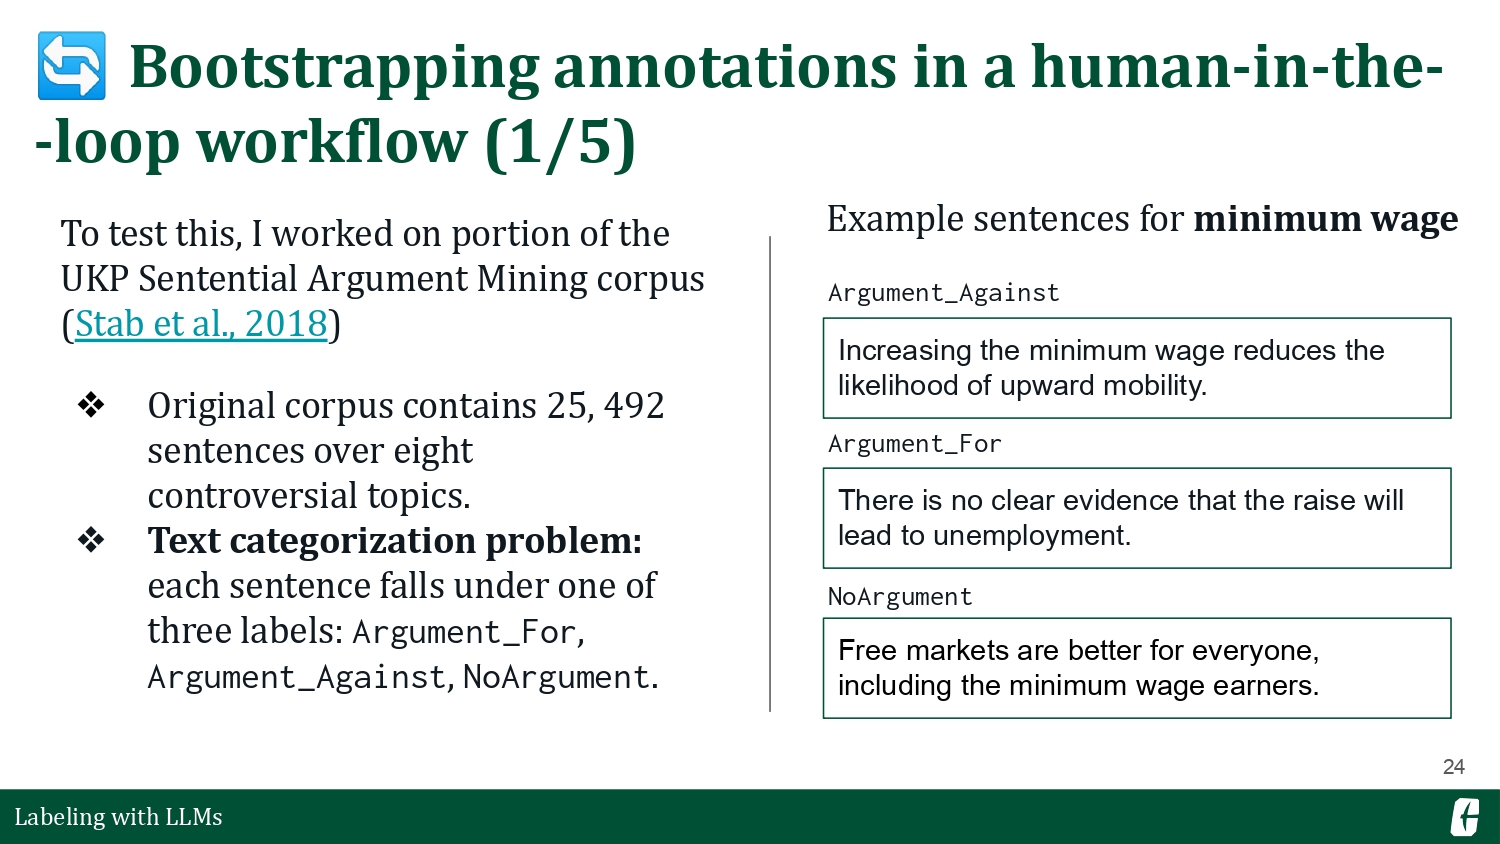 Bootstrapping annotations in a human-in-the-
-loop workflow (1/5)
To test this, I worked on portion of the
UKP Sentential Argument Mining corpus
(Stab et al., 2018)
❖ Original corpus contains 25, 492
sentences over eight
controversial topics.
❖ Text categorization problem:
each sentence falls under one of
three labels: Argument_For,
Argument_Against, NoArgument.
Example sentences for minimum wage
Argument_Against
Increasing the minimum wage reduces the
likelihood of upward mobility.
Argument_For
There is no clear evidence that the raise will
lead to unemployment.
NoArgument
Free markets are better for everyone,
including the minimum wage earners.
24
Labeling with LLMs